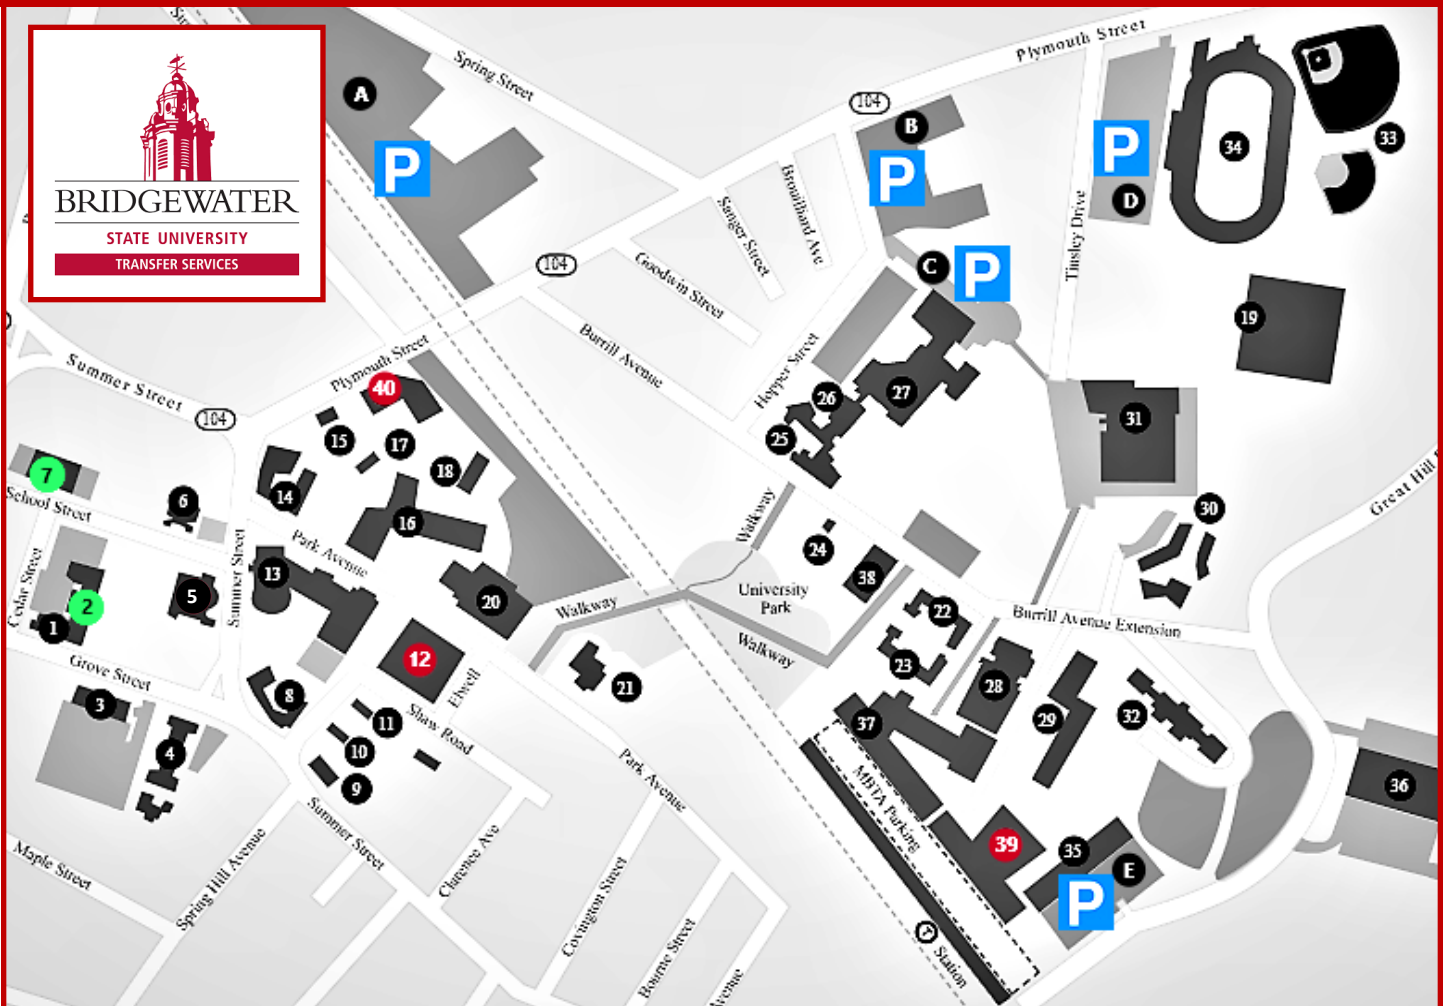 BRIDGEWATER
STATE UNIVERSITY
TRANSFER SERVICES
Spring Street
Plymouth Street
104
A
P
B
P
P
D
34
33
Brouilhard Ave
Sanger Street
Tinsley Drive
C
P
104
Goodwin Street
19
Burrill Avenue
Plymouth Street
Hopper Street
Summer Street
104
40
26
27
31
15
17
25
18
7
School Street
6
14
16
Walkway
24
30
Great Hill
Park Avenue
Summer Street
13
Cedar Street
2
5
1
20
Walkway
University
Park
38
22
Burrill Avenue Extension
Walkway
12
23
Grove Street
21
28
8
Elwell
3
11
Shaw Road
37
29
32
4
10
9
Park Avenue
MBTA Parking
36
Summer Street
39
35
E
P
Maple Street
Spring Hill Avenue
Clarence Ave
Covington Street
Bourne Street
Avenue
T
Station